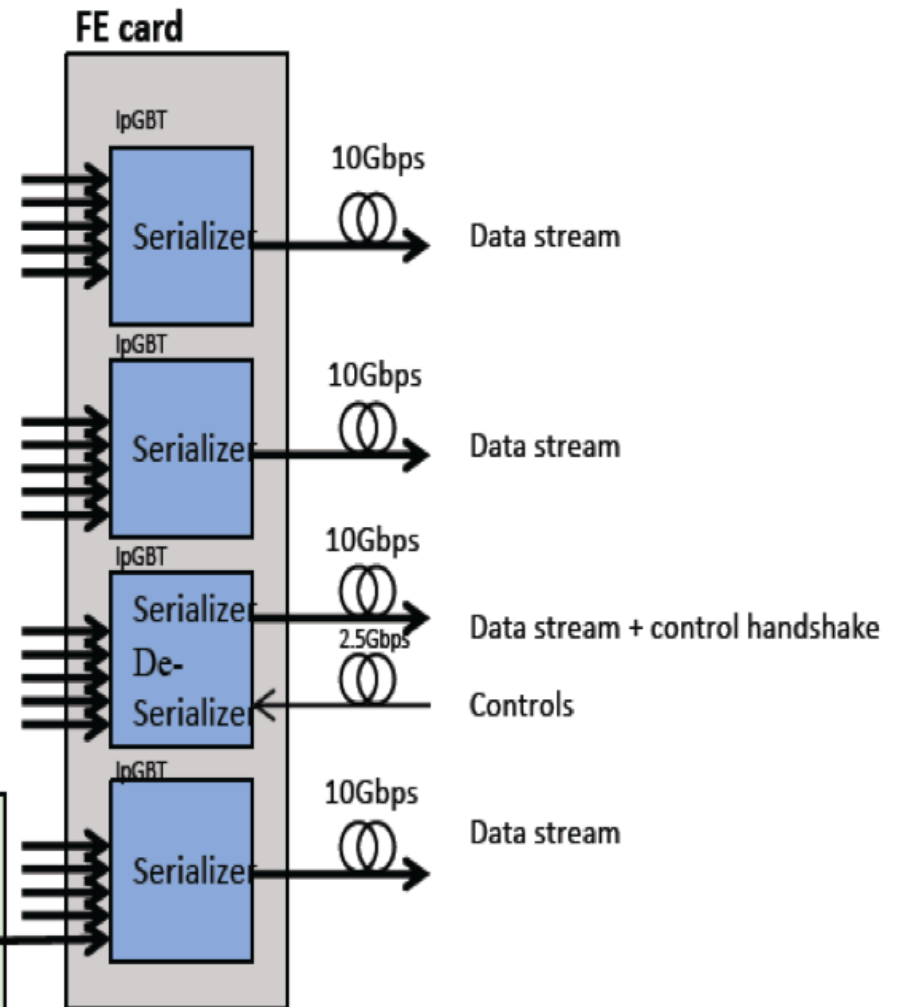 FE card
lpGBT
10Gbps
Serializer
Data stream
lpGBT
10Gbps
Serializer
Data stream
lpGBT
10Gbps
Serializer
Data stream + control handshake
2.5Gbps
De-
Serializer
Controls
lpGBT
10Gbps
Data stream
Serializer